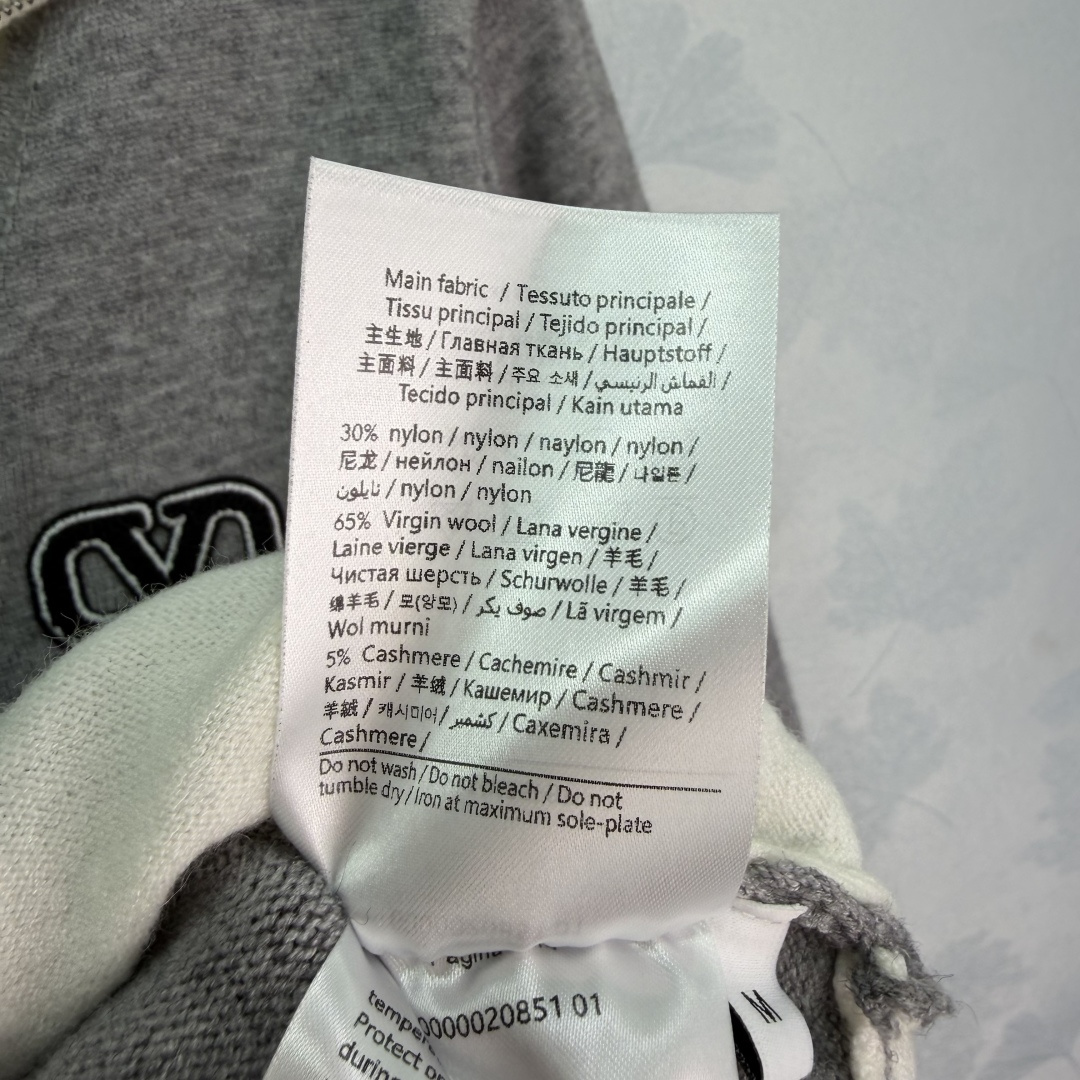 Main fabric / Tessuto principale /
Tissu principal / Tejido principal /
主生地 / Главная ткань / Hauptstoff /
主面料 / 主面料 / 주요 소새 / القماش الرئيسي /
Tecido principal / Kain utama
30% nylon / nylon / naylon / nylon /
尼龙 / нейлон / nailon / 尼龍 / 나일론 /
نايلون / nylon / nylon
65% Virgin wool / Lana vergine /
Laine vierge / Lana virgen / 羊毛 /
Чистая шерсть / Schurwolle / 羊毛 /
绵羊毛 / 모(양모) / صوف بكر / Lã virgem /
Wol murni
5% Cashmere / Cachemire / Cashmir /
Kasmir / 羊绒 / Кашемир / Cashmere /
羊絨 / 캐시미어 / كشمير / Caxemira /
Cashmere /
Do not wash / Do not bleach / Do not
tumble dry / Iron at maximum sole-plate
0000020851 01
Protect
M